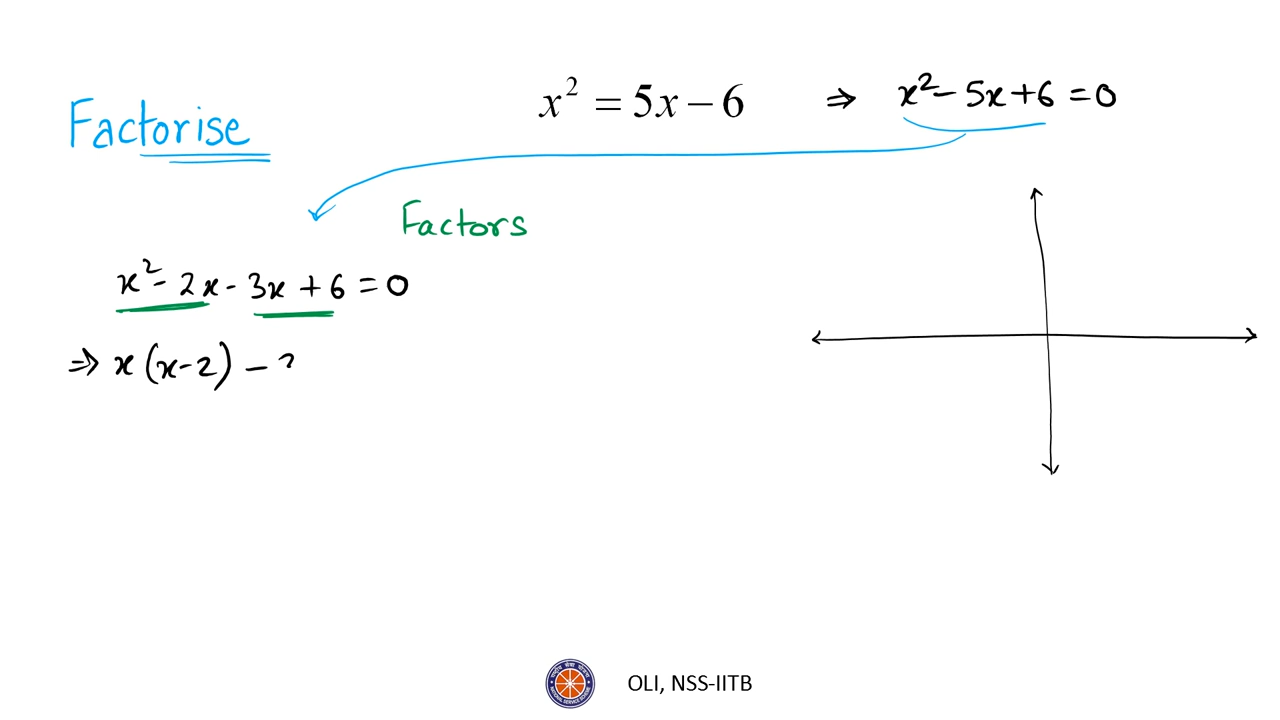 x² = 5x − 6 ⇒ x² − 5x + 6 = 0
Factorise
Factors
x² − 2x − 3x + 6 = 0
⇒ x (x − 2) −
OLI, NSS-IITB